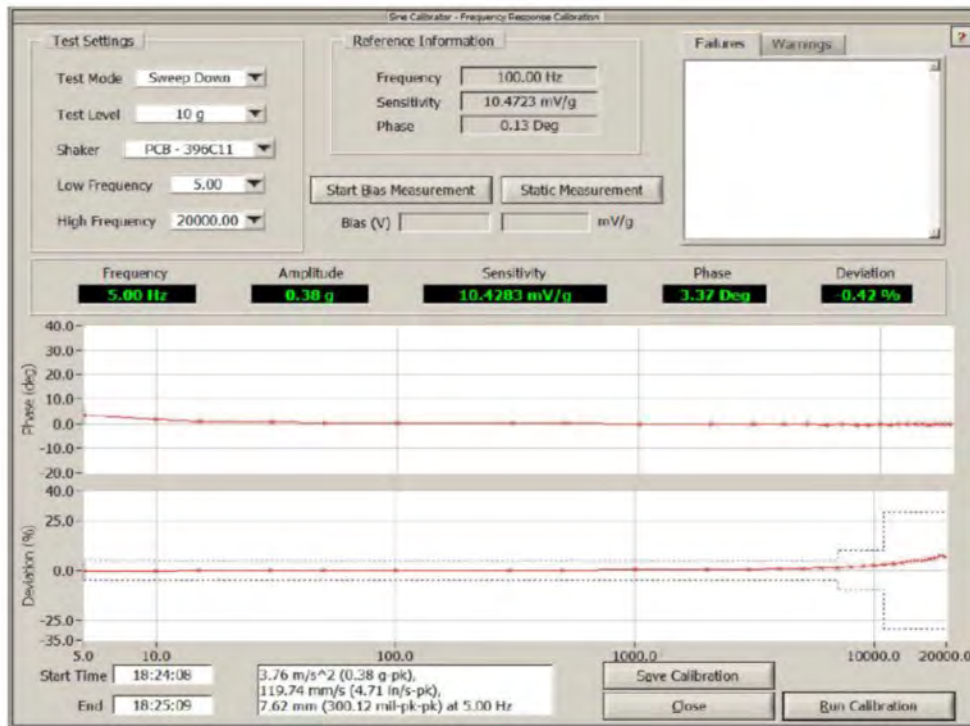 Sine Calibrator - Frequency Response Calibration
Test Settings
Test Mode Sweep Down
Test Level 10 g
Shaker PCB - 396C11
Low Frequency 5.00
High Frequency 20000.00
Reference Information
Frequency 100.00 Hz
Sensitivity 10.4723 mV/g
Phase 0.13 Deg
Start Bias Measurement Static Measurement
Bias (V) mV/g
Failures Warnings
?
Frequency Amplitude Sensitivity Phase Deviation
5.00 Hz 0.38 g 10.4283 mV/g 3.37 Deg -0.42 %
Phase (deg)
40.0
30.0
20.0
10.0
0.0
-10.0
-20.0
Deviation (%)
40.0
25.0
0.0
-25.0
-35.0
5.0 10.0 100.0 1000.0 10000.0 20000.0
Start Time 18:24:08
End 18:25:09
3.76 m/s^2 (0.38 g-pk),
119.74 mm/s (4.71 in/s-pk),
7.62 mm (300.12 mil-pk-pk) at 5.00 Hz
Save Calibration
Close Run Calibration